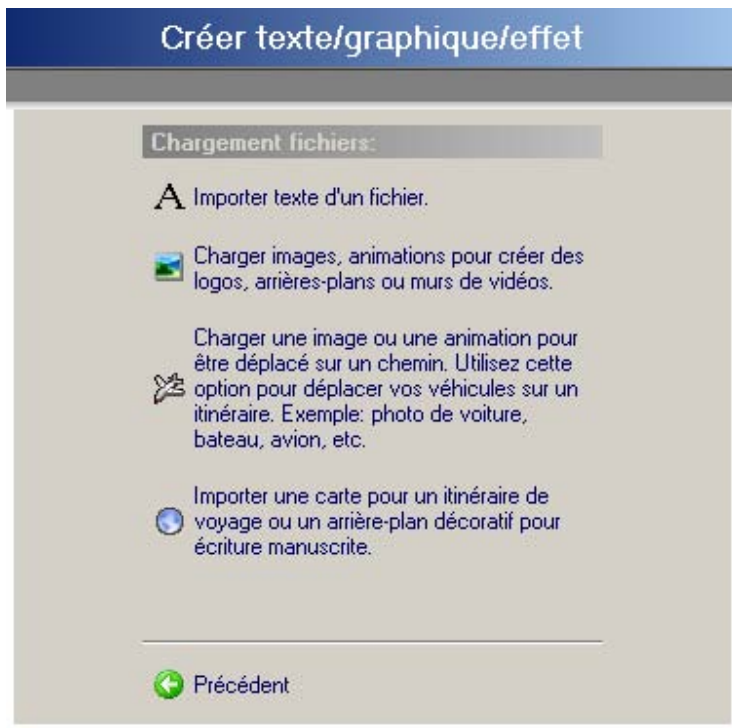 Créer texte/graphique/effet
Chargement fichiers:
A Importer texte d'un fichier.
Charger images, animations pour créer des
logos, arrières-plans ou murs de vidéos.
Charger une image ou une animation pour
être déplacé sur un chemin. Utilisez cette
option pour déplacer vos véhicules sur un
itinéraire. Exemple: photo de voiture,
bateau, avion, etc.
Importer une carte pour un itinéraire de
voyage ou un arrière-plan décoratif pour
écriture manuscrite.
Précédent